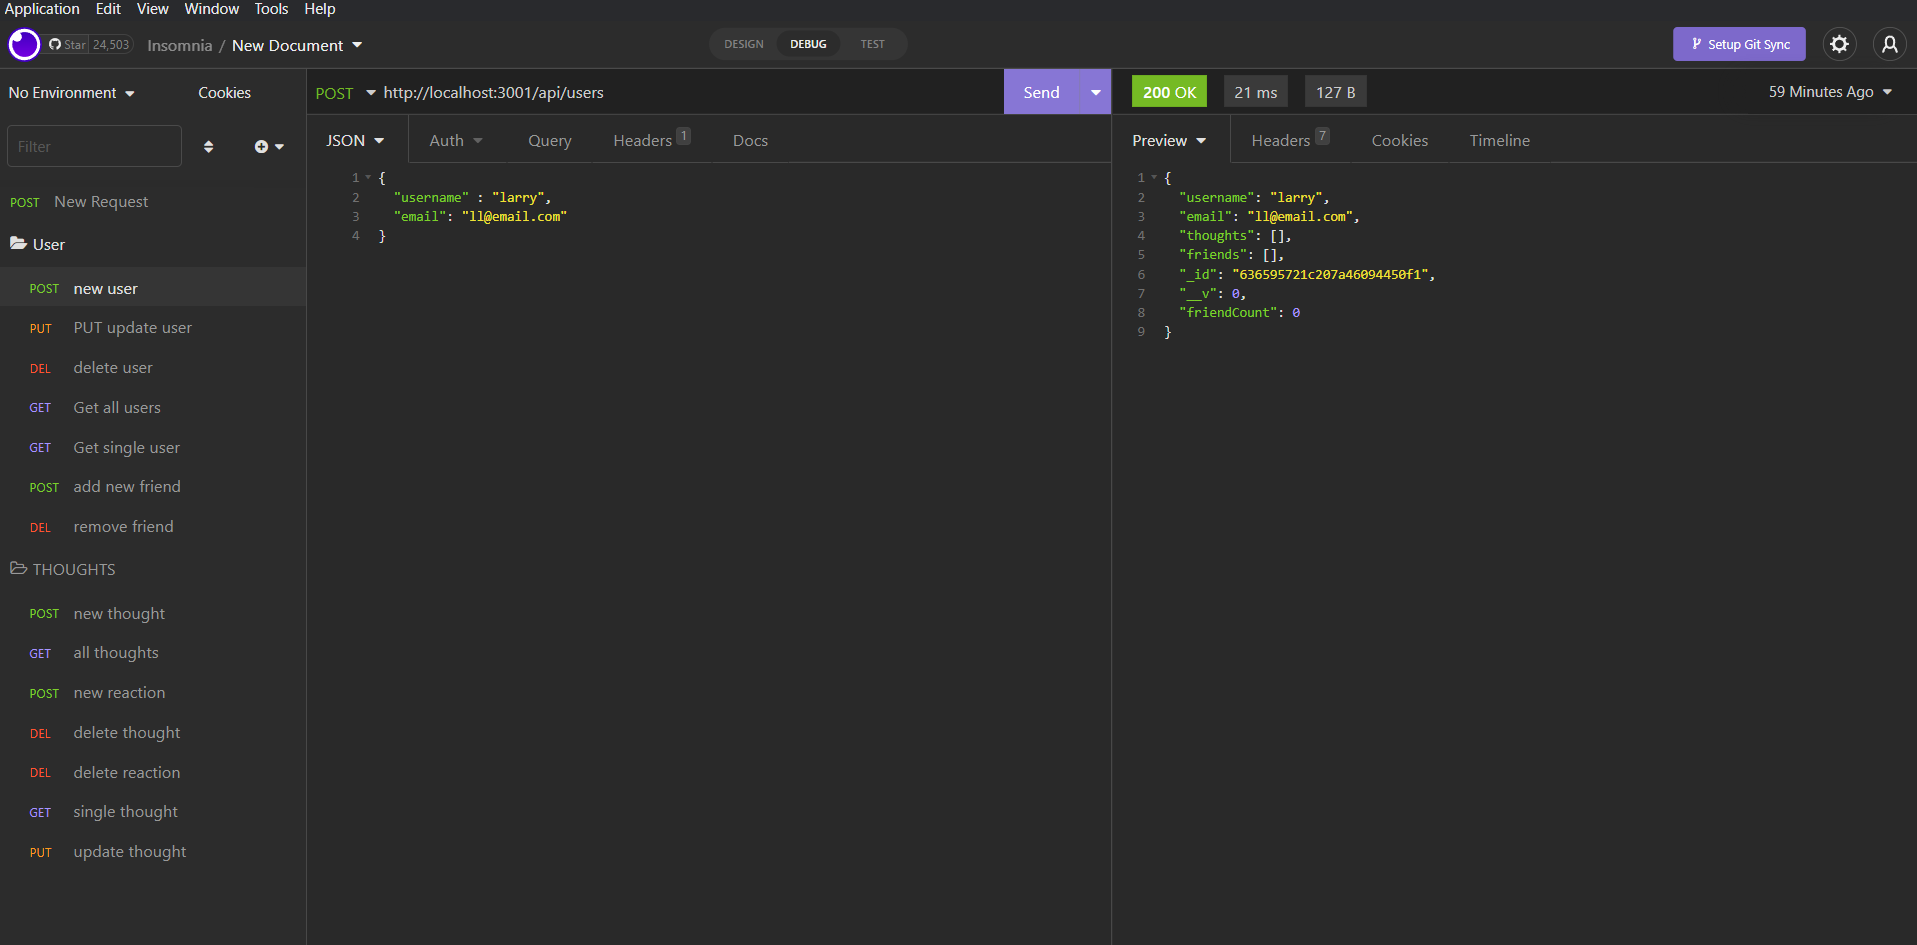 Application Edit View Window Tools Help
Star 24,503 Insomnia / New Document DESIGN DEBUG TEST Setup Git Sync
No Environment Cookies
Filter
POST New Request
User
POST new user
PUT PUT update user
DEL delete user
GET Get all users
GET Get single user
POST add new friend
DEL remove friend
THOUGHTS
POST new thought
GET all thoughts
POST new reaction
DEL delete thought
DEL delete reaction
GET single thought
PUT update thought
POST http://localhost:3001/api/users Send
JSON Auth Query Headers 1 Docs
1 {
2 "username" : "larry",
3 "email": "ll@email.com"
4 }
200 OK 21 ms 127 B 59 Minutes Ago
Preview Headers 7 Cookies Timeline
1 {
2 "username": "larry",
3 "email": "ll@email.com",
4 "thoughts": [],
5 "friends": [],
6 "_id": "636595721c207a46094450f1",
7 "__v": 0,
8 "friendCount": 0
9 }